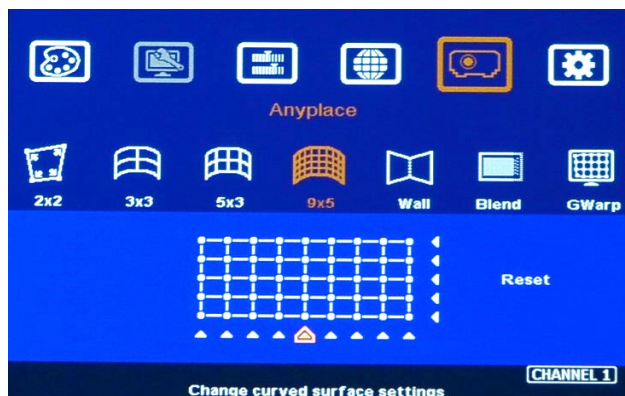 Anyplace
2x2 3x3 5x3 9x5 Wall Blend GWarp
Reset
CHANNEL 1
Change curved surface settings